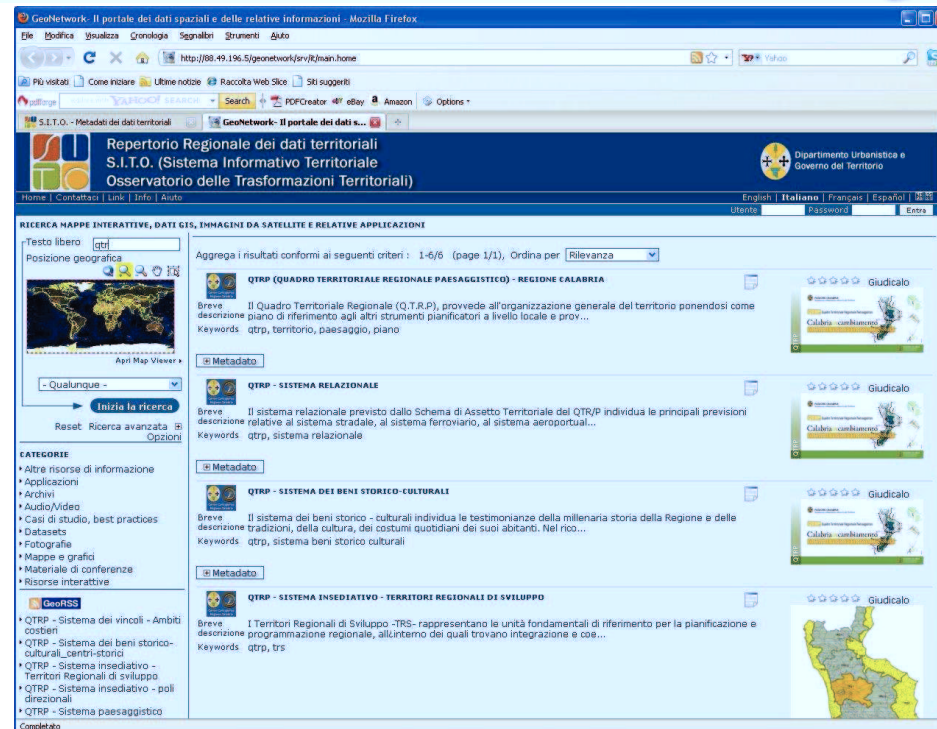 GeoNetwork- Il portale dei dati spaziali e delle relative informazioni - Mozilla Firefox
File Modifica Visualizza Cronologia Segnalibri Strumenti Aiuto
http://88.49.196.5/geonetwork/srv/it/main.home
Yahoo
Più visitati Come iniziare Ultime notizie Raccolta Web Slice Siti suggeriti
pdfforge YAHOO! SEARCH Search PDFCreator eBay Amazon Options
S.I.T.O. - Metadati dei dati territoriali
GeoNetwork- Il portale dei dati s...
Repertorio Regionale dei dati territoriali
S.I.T.O. (Sistema Informativo Territoriale
Osservatorio delle Trasformazioni Territoriali)
Dipartimento Urbanistica e
Governo del Territorio
Home | Contattaci | Link | Info | Aiuto
English | Italiano | Français | Español |
Utente Password Entra
RICERCA MAPPE INTERATTIVE, DATI GIS, IMMAGINI DA SATELLITE E RELATIVE APPLICAZIONI
Testo libero qtr
Posizione geografica
Apri Map Viewer
- Qualunque -
Inizia la ricerca
Reset Ricerca avanzata
Opzioni
CATEGORIE
Altre risorse di informazione
Applicazioni
Archivi
Audio/Video
Casi di studio, best practices
Datasets
Fotografie
Mappe e grafici
Materiale di conferenze
Risorse interattive
GeoRSS
QTRP - Sistema dei vincoli - Ambiti
costieri
QTRP - Sistema dei beni storico-
culturali_centri-storici
QTRP - Sistema insediativo -
Territori Regionali di sviluppo
QTRP - Sistema insediativo - poli
direzionali
QTRP - Sistema paesaggistico
Aggrega i risultati conformi ai seguenti criteri : 1-6/6 (page 1/1), Ordina per Rilevanza
QTRP (QUADRO TERRITORIALE REGIONALE PAESAGGISTICO) - REGIONE CALABRIA
Giudicalo
Breve descrizione Il Quadro Territoriale Regionale (Q.T.R.P), provvede all'organizzazione generale del territorio ponendosi come
piano di riferimento agli altri strumenti pianificatori a livello locale e prov...
Keywords qtrp, territorio, paesaggio, piano
Calabria cambiamento
QTRP
Metadato
QTRP - SISTEMA RELAZIONALE
Giudicalo
Breve descrizione Il sistema relazionale previsto dallo Schema di Assetto Territoriale del QTR/P individua le principali previsioni
relative al sistema stradale, al sistema ferroviario, al sistema aeroportual...
Keywords qtrp, sistema relazionale
Calabria cambiamento
QTRP
Metadato
QTRP - SISTEMA DEI BENI STORICO-CULTURALI
Giudicalo
Breve descrizione Il sistema dei beni storico - culturali individua le testimonianze della millenaria storia della Regione e delle
tradizioni, della cultura, dei costumi quotidiani dei suoi abitanti. Nel rico...
Keywords qtrp, sistema beni storico culturali
Calabria cambiamento
QTRP
Metadato
QTRP - SISTEMA INSEDIATIVO - TERRITORI REGIONALI DI SVILUPPO
Giudicalo
Breve descrizione I Territori Regionali di Sviluppo -TRS- rappresentano le unità fondamentali di riferimento per la pianificazione e
programmazione regionale, all:interno dei quali trovano integrazione e coe...
Keywords qtrp, trs
Completato